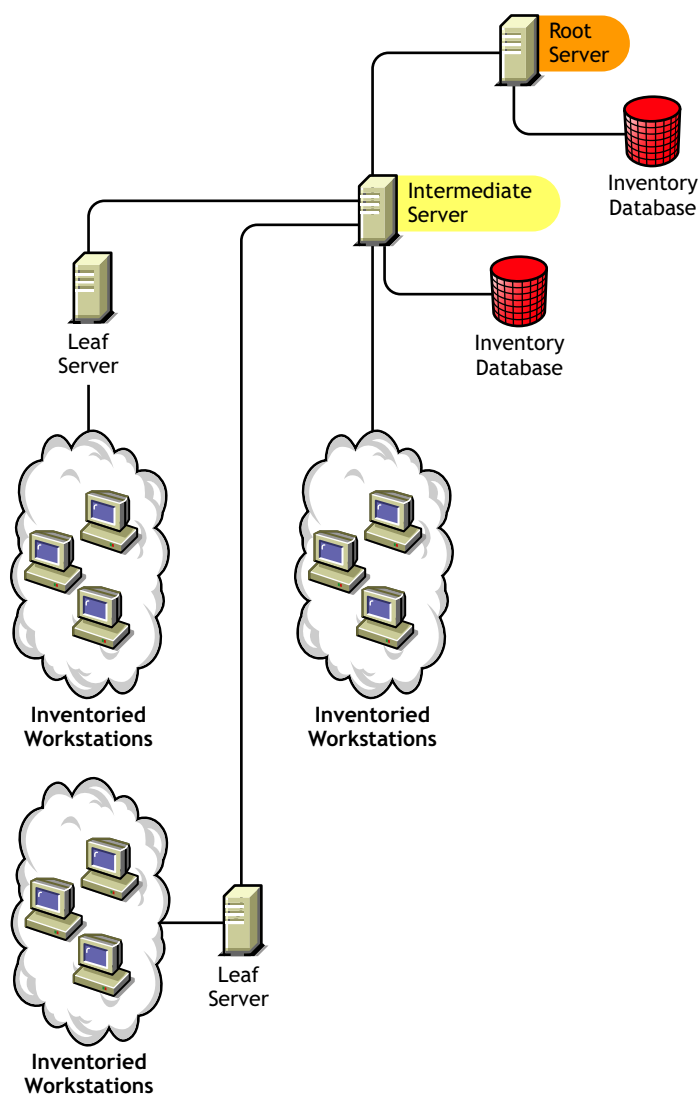 Root
Server
Inventory
Database
Intermediate
Server
Inventory
Database
Leaf
Server
Inventoried
Workstations
Inventoried
Workstations
Leaf
Server
Inventoried
Workstations